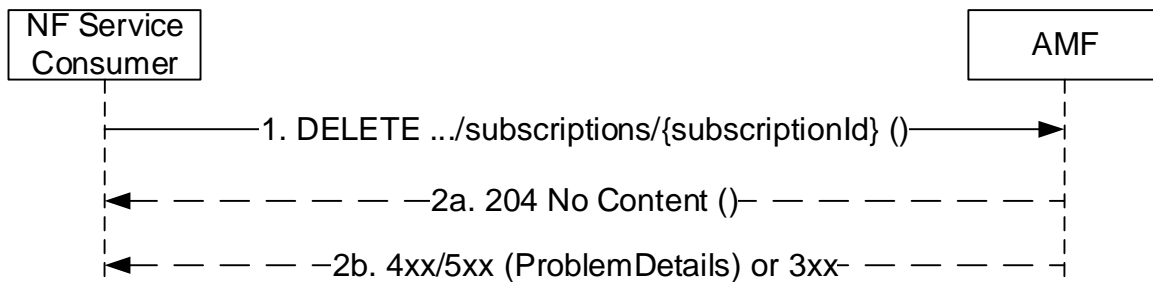 NF Service
Consumer
AMF
1. DELETE .../subscriptions/{subscriptionId} ()
2a. 204 No Content ()
2b. 4xx/5xx (ProblemDetails) or 3xx